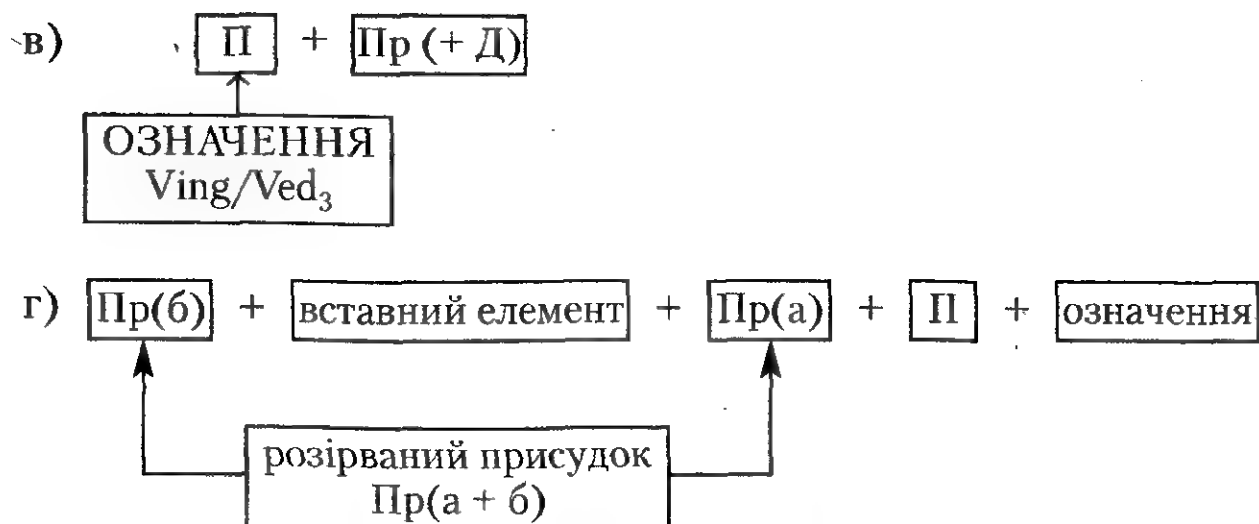 в) П + Пр (+ Д)
ОЗНАЧЕННЯ
Ving/Ved₃
г) Пр(б) + вставний елемент + Пр(а) + П + означення
розірваний присудок
Пр(а + б)